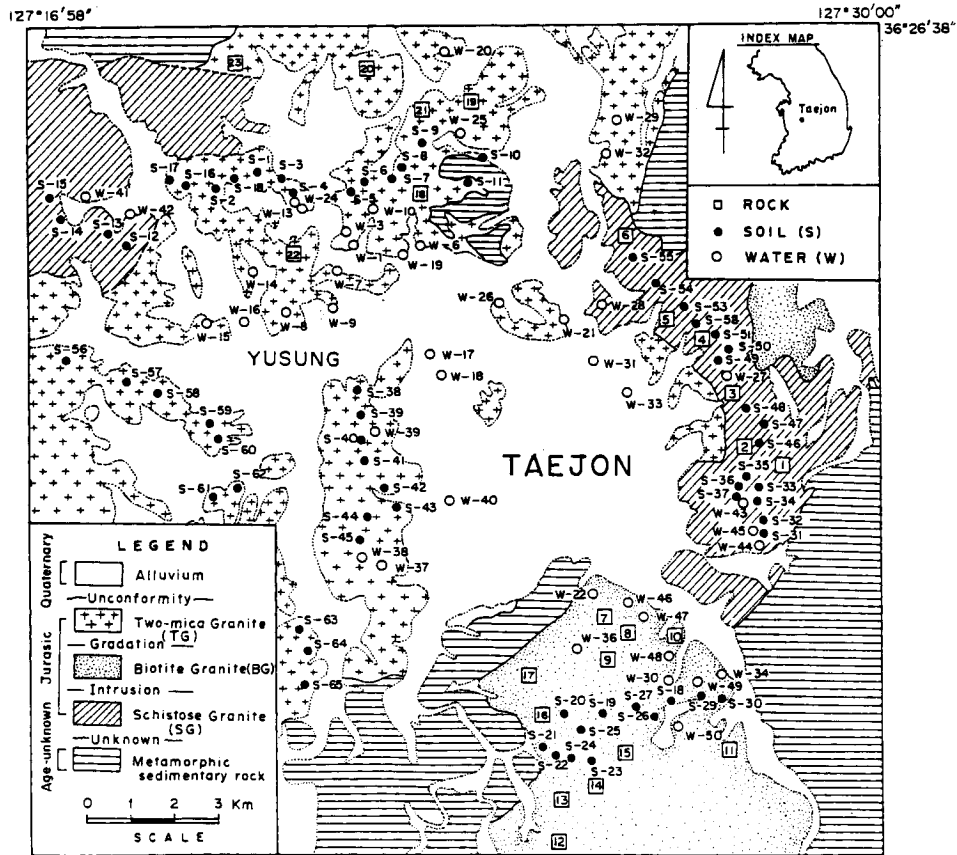 127°16′58″
127°30′00″
36°26′38″
INDEX MAP
Taejon
ROCK
SOIL (S)
WATER (W)
23
20
W-20
21
19
W-25
S-9
W-29
W-32
S-17
S-16
S-1
S-3
S-8
S-10
S-6
S-7
S-11
S-15
W-41
S-2
S-18
S-4
W-24
S-5
18
S-14
S-13
W-42
S-12
W-13
W-10
W-3
W-1
W-6
W-19
6
S-55
22
W-14
W-7
S-54
W-16
W-15
W-8
W-9
W-26
W-21
W-28
5
S-53
S-58
4
S-51
S-50
S-49
YUSUNG
W-17
W-18
W-31
W-33
W-27
3
S-56
S-57
S-58
S-59
S-60
S-38
S-39
W-39
S-40
S-41
S-48
S-47
2
S-46
1
TAEJON
S-62
S-61
S-42
S-43
S-44
W-40
S-35
S-36
S-33
S-37
S-34
W-43
S-45
W-38
W-37
W-45
S-32
S-31
W-44
LEGEND
Quaternary
Alluvium
Unconformity
Jurasic
Two-mica Granite
(TG)
Gradation
Biotite Granite(BG)
Intrusion
Schistose Granite
(SG)
Unknown
Age-unknown
Metamorphic
sedimentary rock
0 1 2 3 Km
SCALE
S-63
S-64
S-65
W-22
W-46
7
W-47
8
10
W-36
9
W-48
17
W-30
W-34
W-49
S-20
S-19
S-27
S-18
S-29
S-30
16
S-26
S-25
W-50
S-21
S-24
15
11
S-22
S-23
14
13
12